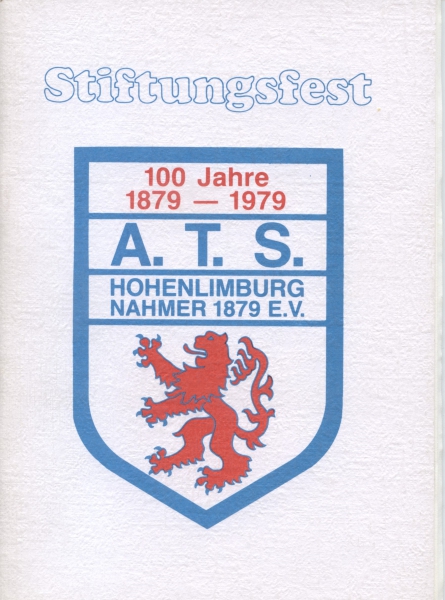 Stiftungsfest
100 Jahre
1879 — 1979
A. T. S.
HOHENLIMBURG
NAHMER 1879 E.V.